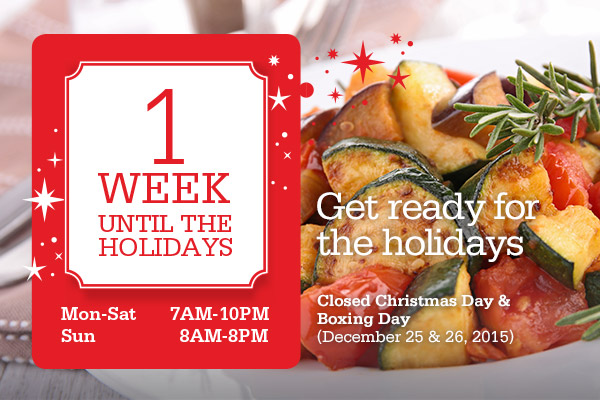 1
WEEK
UNTIL THE
HOLIDAYS
Mon-Sat 7AM-10PM
Sun 8AM-8PM
Get ready for
the holidays
Closed Christmas Day &
Boxing Day
(December 25 & 26, 2015)